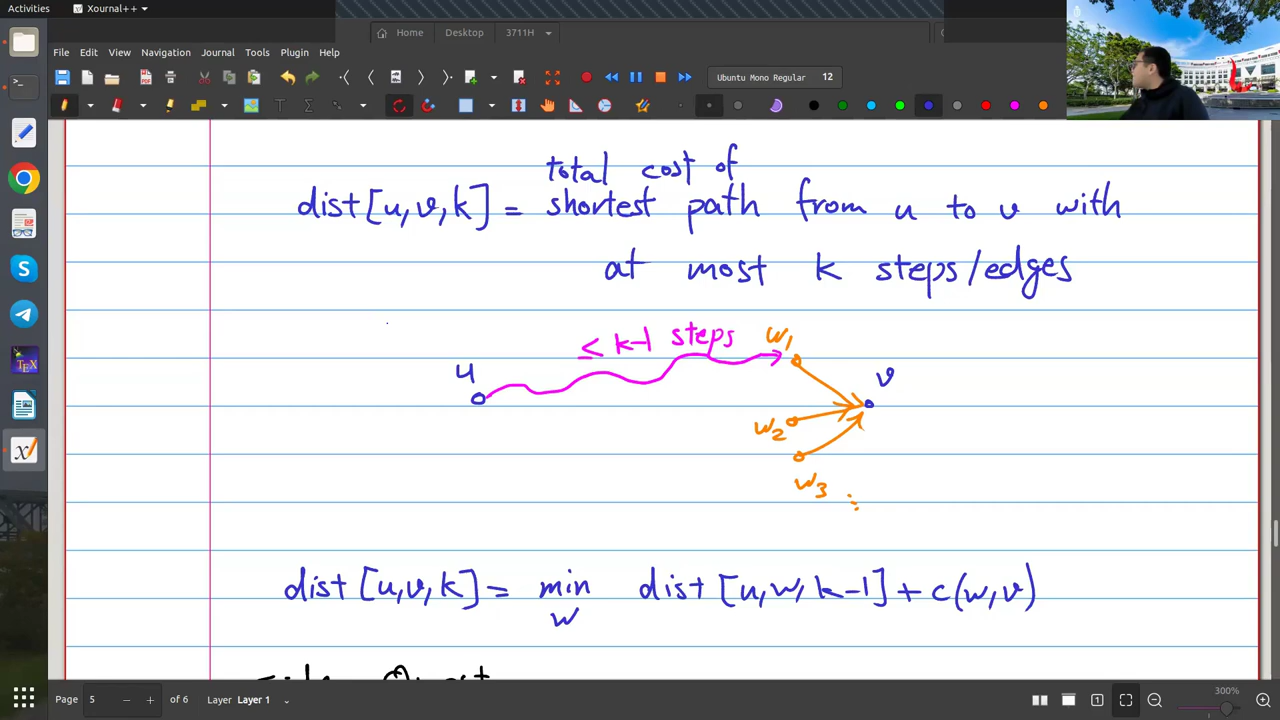 Activities Xournal++
File Edit View Navigation Journal Tools Plugin Help
Home Desktop 3711H
Ubuntu Mono Regular 12
total cost of
dist[u,v,k] = shortest path from u to v with
at most k steps/edges
≤ k-1 steps
w1
u
v
w2
w3
dist[u,v,k] = min dist[u,w,k-1] + c(w,v)
w
Page 5 of 6 Layer Layer 1 300%